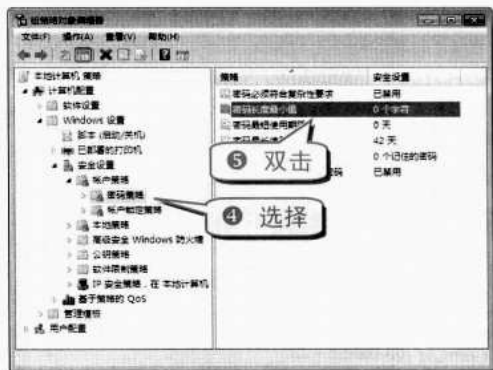 组策略对象编辑器
文件(F) 操作(A) 查看(V) 帮助(H)
本地计算机 策略
计算机配置
软件设置
Windows 设置
脚本 (启动/关机)
已部署的打印机
安全设置
帐户策略
密码策略
帐户锁定策略
本地策略
高级安全 Windows 防火墙
公钥策略
软件限制策略
IP 安全策略，在 本地计算机
基于策略的 QoS
管理模板
用户配置
策略 安全设置
密码必须符合复杂性要求 已禁用
密码长度最小值 0 个字符
密码最短使用期限 0 天
42 天
0 个记住的密码
密码 已禁用
❺ 双击
❹ 选择